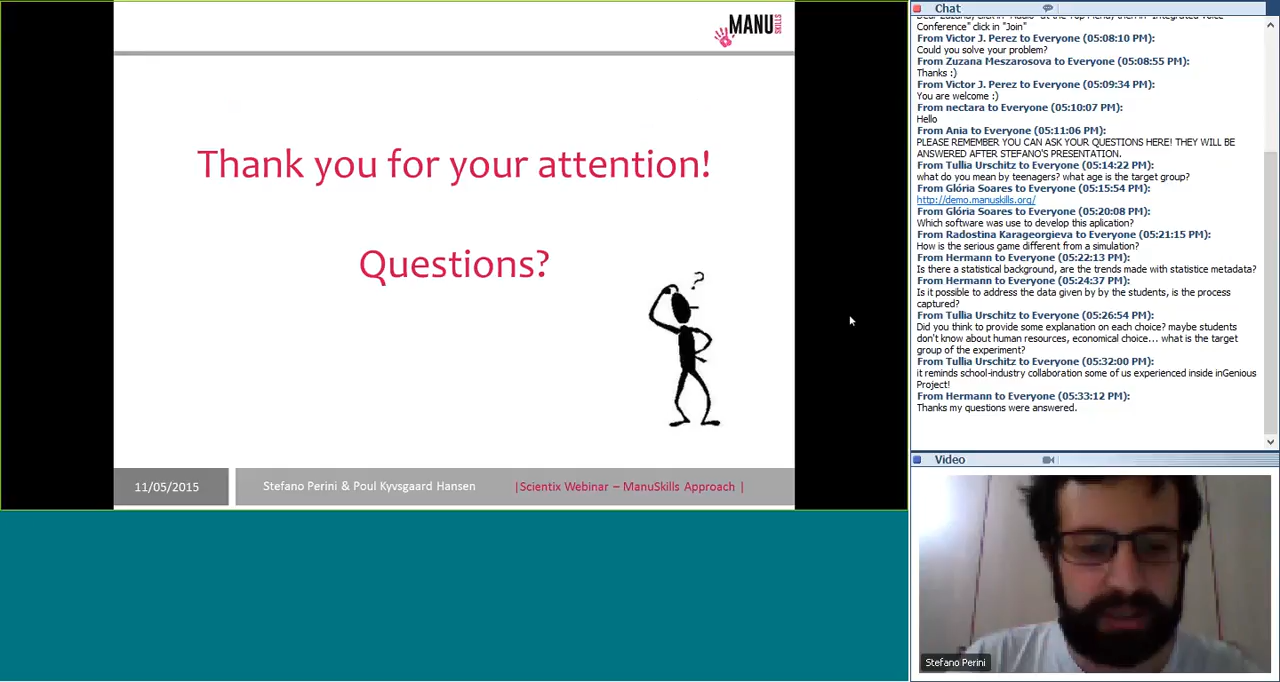 MANU
SKILLS
Thank you for your attention!
Questions?
?
11/05/2015
Stefano Perini & Poul Kyvsgaard Hansen
|Scientix Webinar – ManuSkills Approach |
Chat
Conference" click in "Join"
From Victor J. Perez to Everyone (05:08:10 PM):
Could you solve your problem?
From Zuzana Meszarosova to Everyone (05:08:55 PM):
Thanks :)
From Victor J. Perez to Everyone (05:09:34 PM):
You are welcome :)
From nectara to Everyone (05:10:07 PM):
Hello
From Ania to Everyone (05:11:06 PM):
PLEASE REMEMBER YOU CAN ASK YOUR QUESTIONS HERE! THEY WILL BE
ANSWERED AFTER STEFANO'S PRESENTATION.
From Tullia Urschitz to Everyone (05:14:22 PM):
what do you mean by teenagers? what age is the target group?
From Glória Soares to Everyone (05:15:54 PM):
http://demo.manuskills.org/
From Glória Soares to Everyone (05:20:08 PM):
Which software was use to develop this aplication?
From Radostina Karageorgieva to Everyone (05:21:15 PM):
How is the serious game different from a simulation?
From Hermann to Everyone (05:22:13 PM):
Is there a statistical background, are the trends made with statistice metadata?
From Hermann to Everyone (05:24:37 PM):
Is it possible to address the data given by by the students, is the process
captured?
From Tullia Urschitz to Everyone (05:26:54 PM):
Did you think to provide some explanation on each choice? maybe students
don't know about human resources, economical choice... what is the target
group of the experiment?
From Tullia Urschitz to Everyone (05:32:00 PM):
it reminds school-industry collaboration some of us experienced inside inGenious
Project!
From Hermann to Everyone (05:33:12 PM):
Thanks my questions were answered.
Video
Stefano Perini